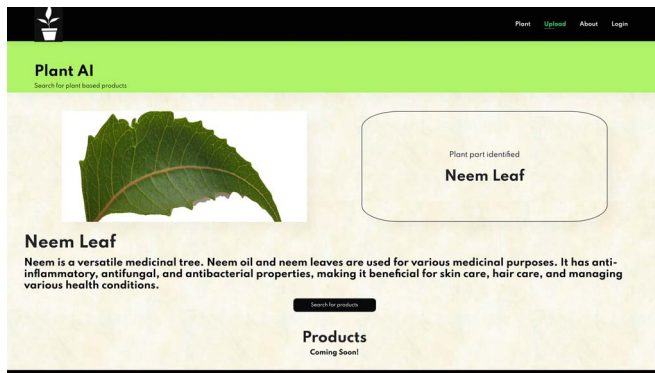 Plant Upload About Login
Plant AI
Search for plant based products
Plant part identified
Neem Leaf
Neem Leaf
Neem is a versatile medicinal tree. Neem oil and neem leaves are used for various medicinal purposes. It has anti-
inflammatory, antifungal, and antibacterial properties, making it beneficial for skin care, hair care, and managing
various health conditions.
Search for products
Products
Coming Soon!